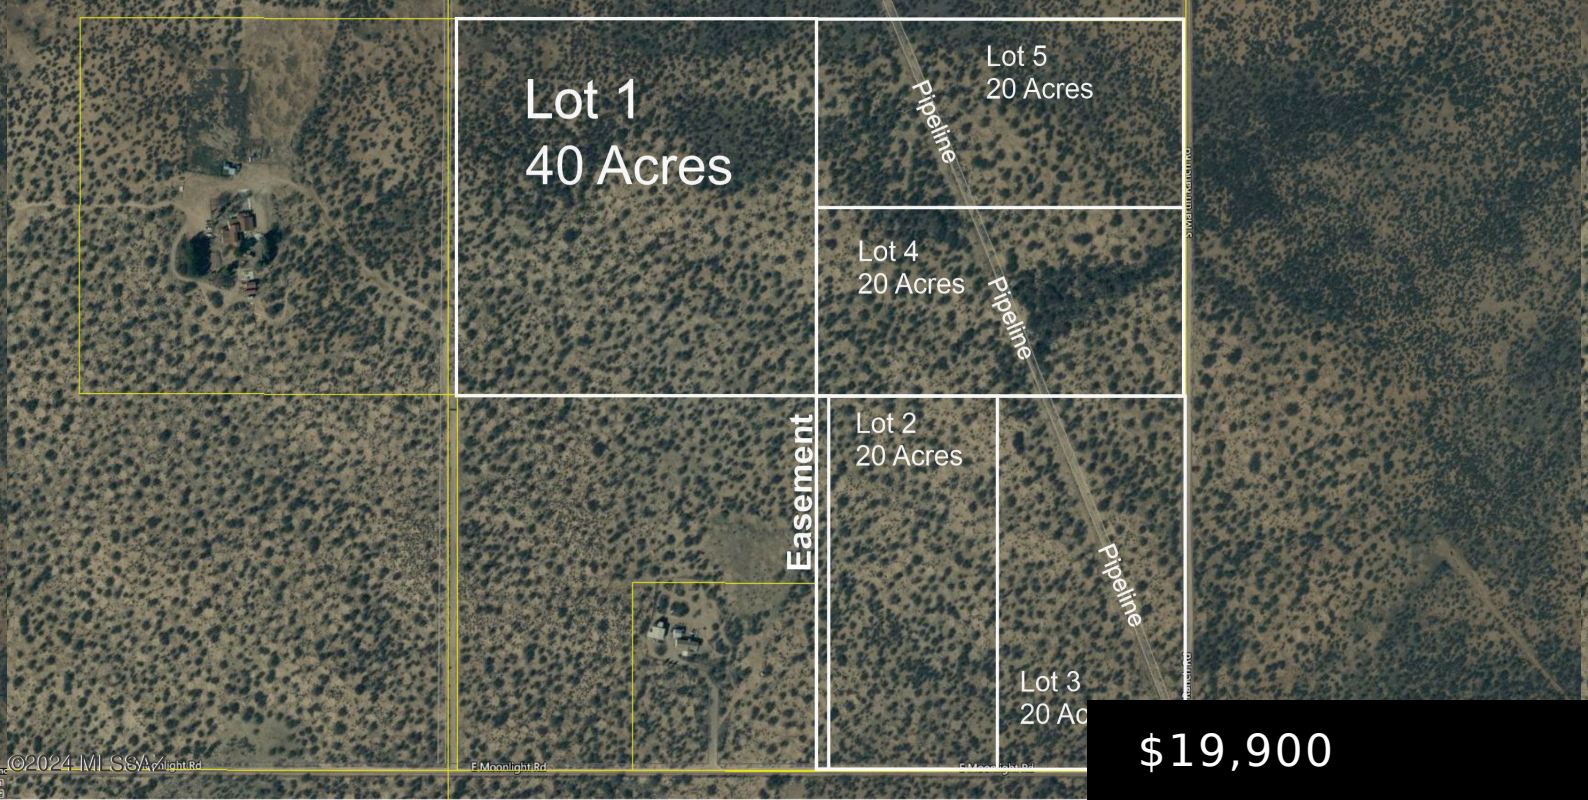 Lot 1
40 Acres
Lot 5
20 Acres
Pipeline
Lot 4
20 Acres
Pipeline
Easement
Lot 2
20 Acres
Pipeline
Lot 3
20 Ac
$19,900
©2024 MLSSAZ
E Moonlight Rd
E Moonlight Rd